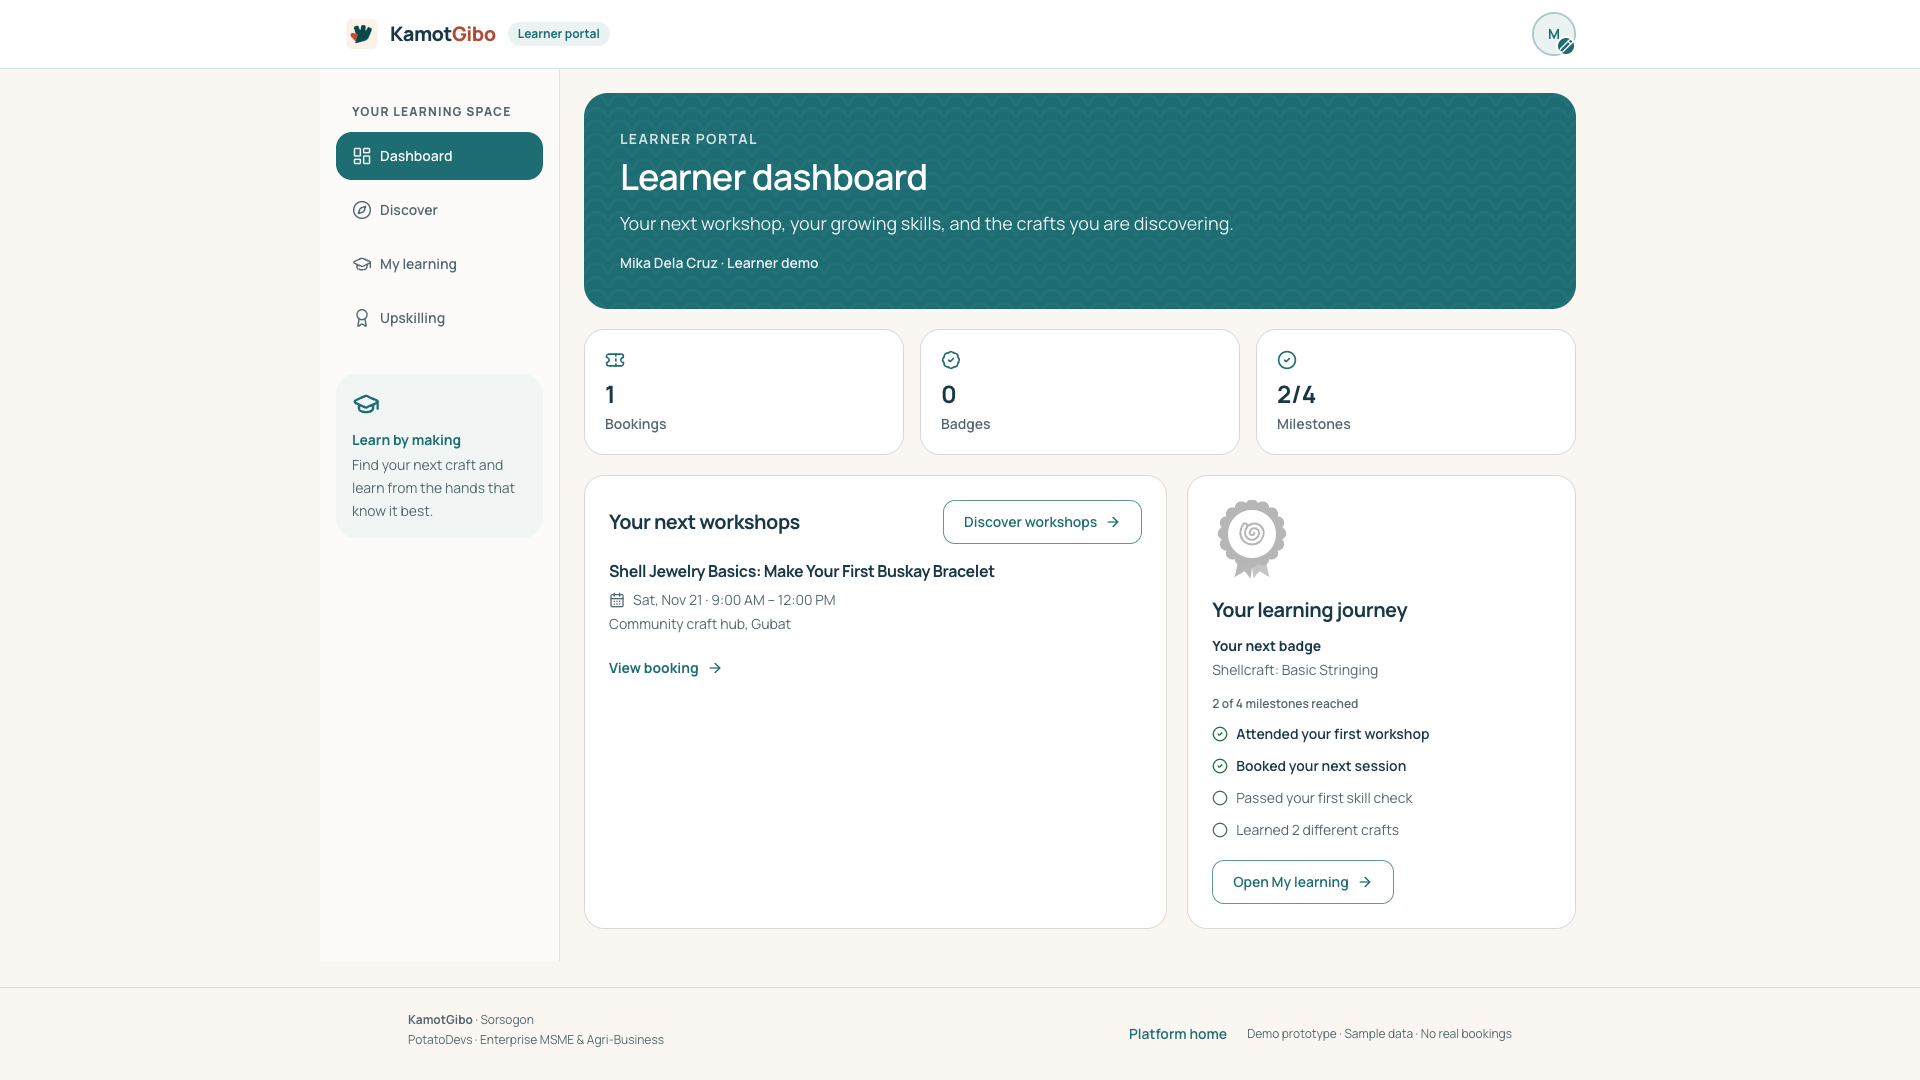 KamotGibo
Learner portal
M
YOUR LEARNING SPACE
Dashboard
Discover
My learning
Upskilling
Learn by making
Find your next craft and
learn from the hands that
know it best.
LEARNER PORTAL
Learner dashboard
Your next workshop, your growing skills, and the crafts you are discovering.
Mika Dela Cruz · Learner demo
1
Bookings
0
Badges
2/4
Milestones
Your next workshops
Discover workshops
Shell Jewelry Basics: Make Your First Buskay Bracelet
Sat, Nov 21 · 9:00 AM – 12:00 PM
Community craft hub, Gubat
View booking
Your learning journey
Your next badge
Shellcraft: Basic Stringing
2 of 4 milestones reached
Attended your first workshop
Booked your next session
Passed your first skill check
Learned 2 different crafts
Open My learning
KamotGibo · Sorsogon
PotatoDevs · Enterprise MSME & Agri-Business
Platform home
Demo prototype · Sample data · No real bookings